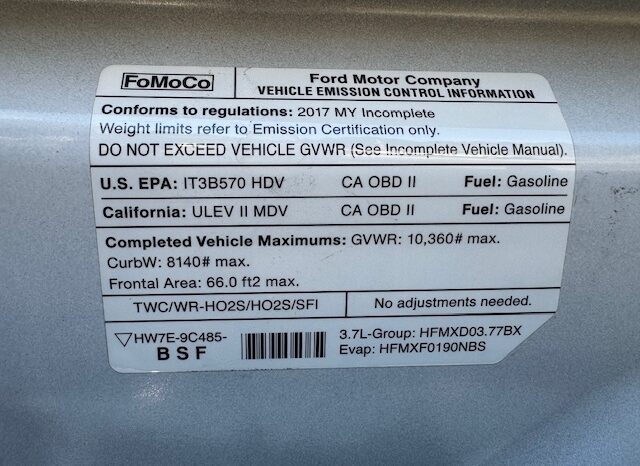 FoMoCo
Ford Motor Company
VEHICLE EMISSION CONTROL INFORMATION
Conforms to regulations: 2017 MY Incomplete
Weight limits refer to Emission Certification only.
DO NOT EXCEED VEHICLE GVWR (See Incomplete Vehicle Manual).
U.S. EPA: IT3B570 HDV CA OBD II Fuel: Gasoline
California: ULEV II MDV CA OBD II Fuel: Gasoline
Completed Vehicle Maximums: GVWR: 10,360# max.
CurbW: 8140# max.
Frontal Area: 66.0 ft2 max.
TWC/WR-HO2S/HO2S/SFI No adjustments needed.
HW7E-9C485-
BSF
3.7L-Group: HFMXD03.77BX
Evap: HFMXF0190NBS